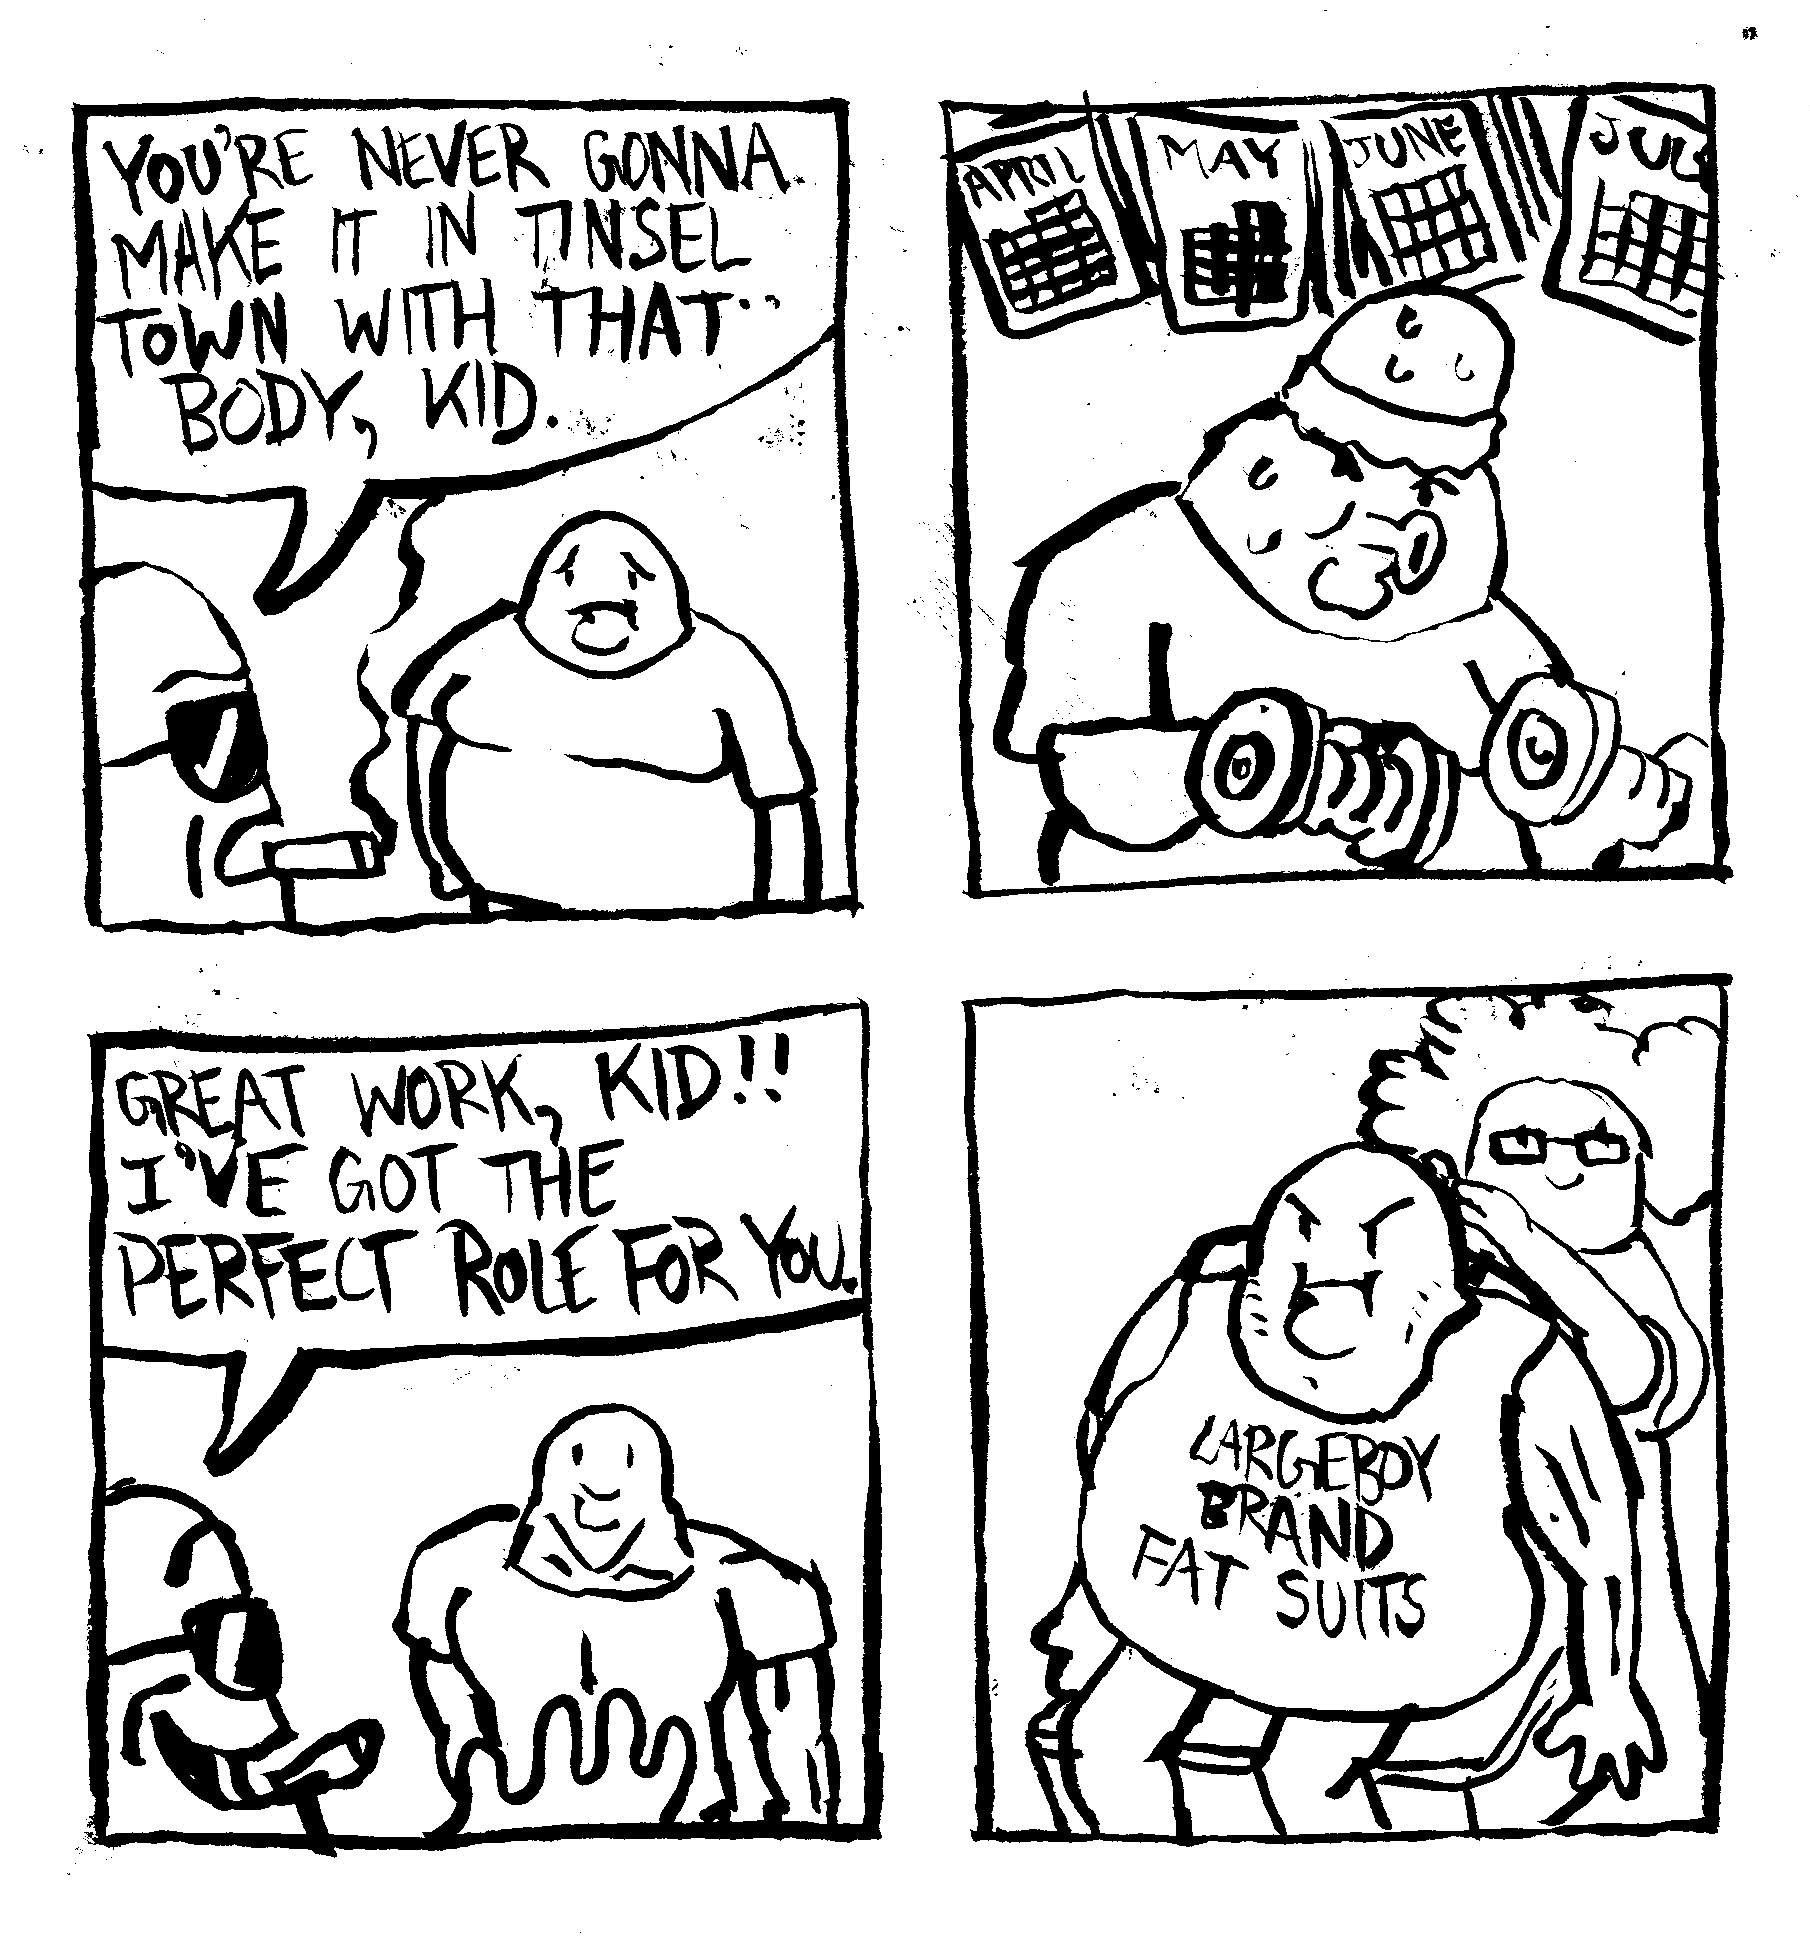 YOU'RE NEVER GONNA
MAKE IT IN TINSEL
TOWN WITH THAT
BODY, KID.
APRIL
MAY
JUNE
JULY
GREAT WORK, KID!!
I'VE GOT THE
PERFECT ROLE FOR YOU.
LARGEBOY
BRAND
FAT SUITS